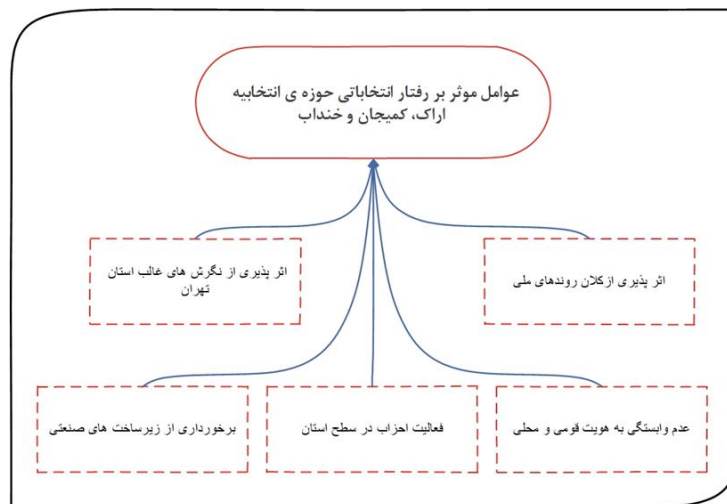 عوامل موثر بر رفتار انتخاباتی حوزه ی انتخابیه
اراک، کمیجان و خنداب
اثر پذیری ازکلان روندهای ملی
اثر پذیری از نگرش های غالب استان
تهران
عدم وابستگی به هویت قومی و محلی
فعالیت احزاب در سطح استان
برخورداری از زیرساخت های صنعتی